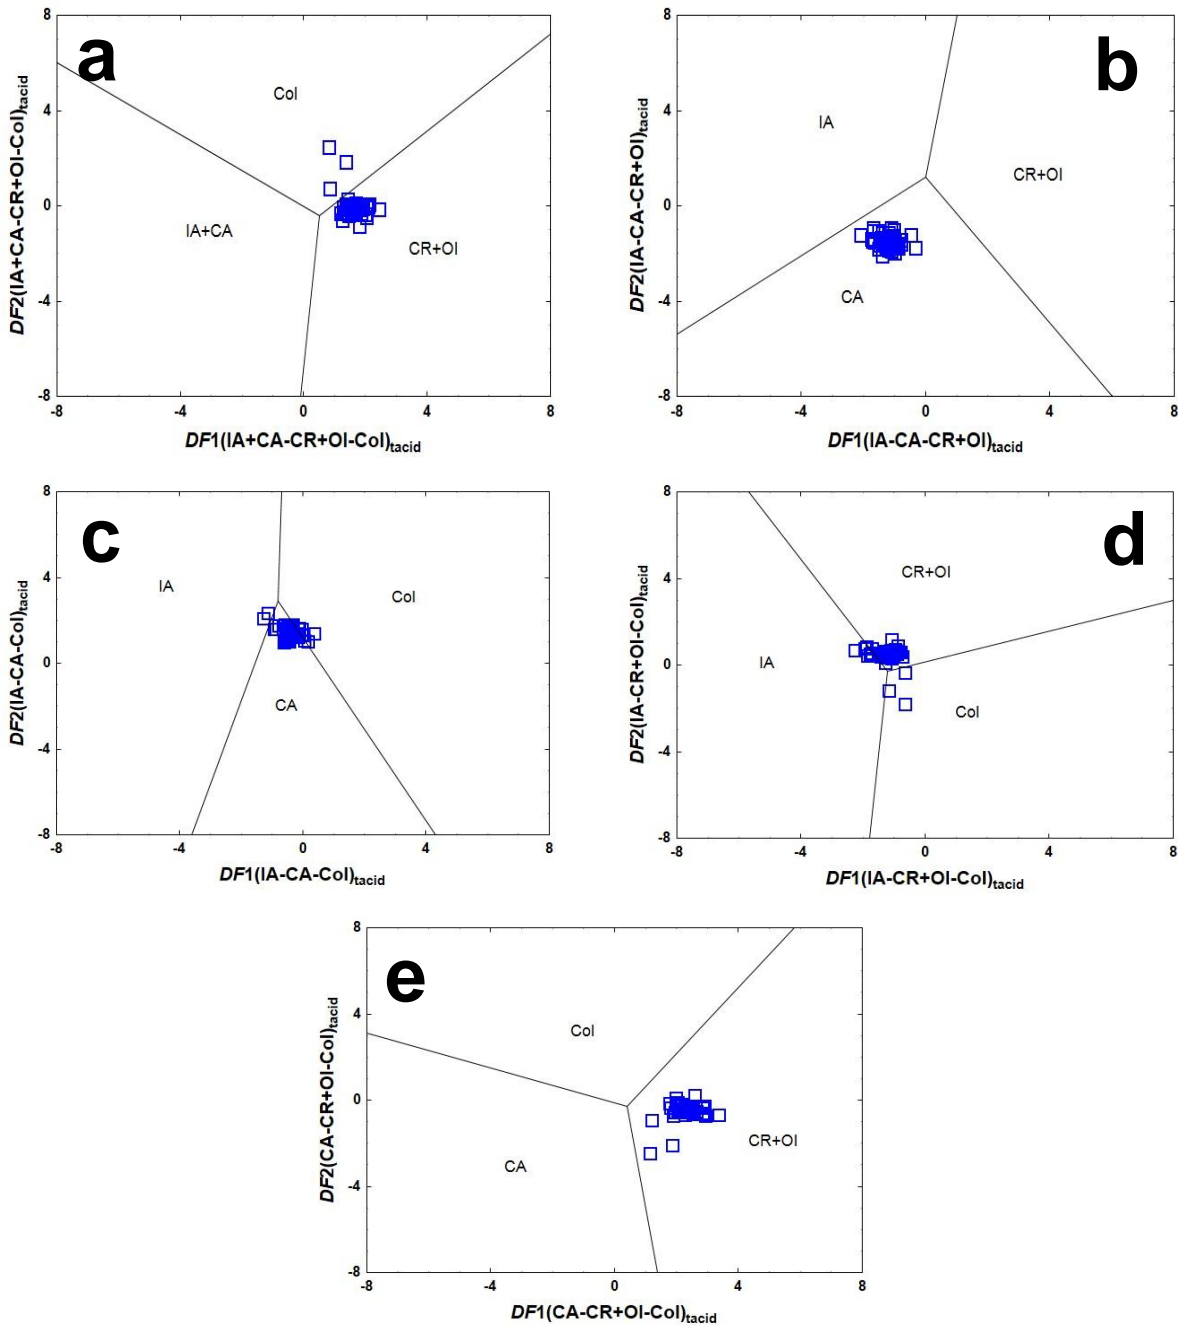 a
8
4
0
-4
-8
-8
-4
0
4
8
Col
IA+CA
CR+OI
DF2(IA+CA-CR+OI-Col)tacid
DF1(IA+CA-CR+OI-Col)tacid
b
8
4
0
-4
-8
-8
-4
0
4
8
IA
CR+OI
CA
DF2(IA-CA-CR+OI)tacid
DF1(IA-CA-CR+OI)tacid
c
8
4
0
-4
-8
-8
-4
0
4
8
IA
Col
CA
DF2(IA-CA-Col)tacid
DF1(IA-CA-Col)tacid
d
8
4
0
-4
-8
-8
-4
0
4
8
CR+OI
IA
Col
DF2(IA-CR+OI-Col)tacid
DF1(IA-CR+OI-Col)tacid
e
8
4
0
-4
-8
-8
-4
0
4
8
Col
CA
CR+OI
DF2(CA-CR+OI-Col)tacid
DF1(CA-CR+OI-Col)tacid